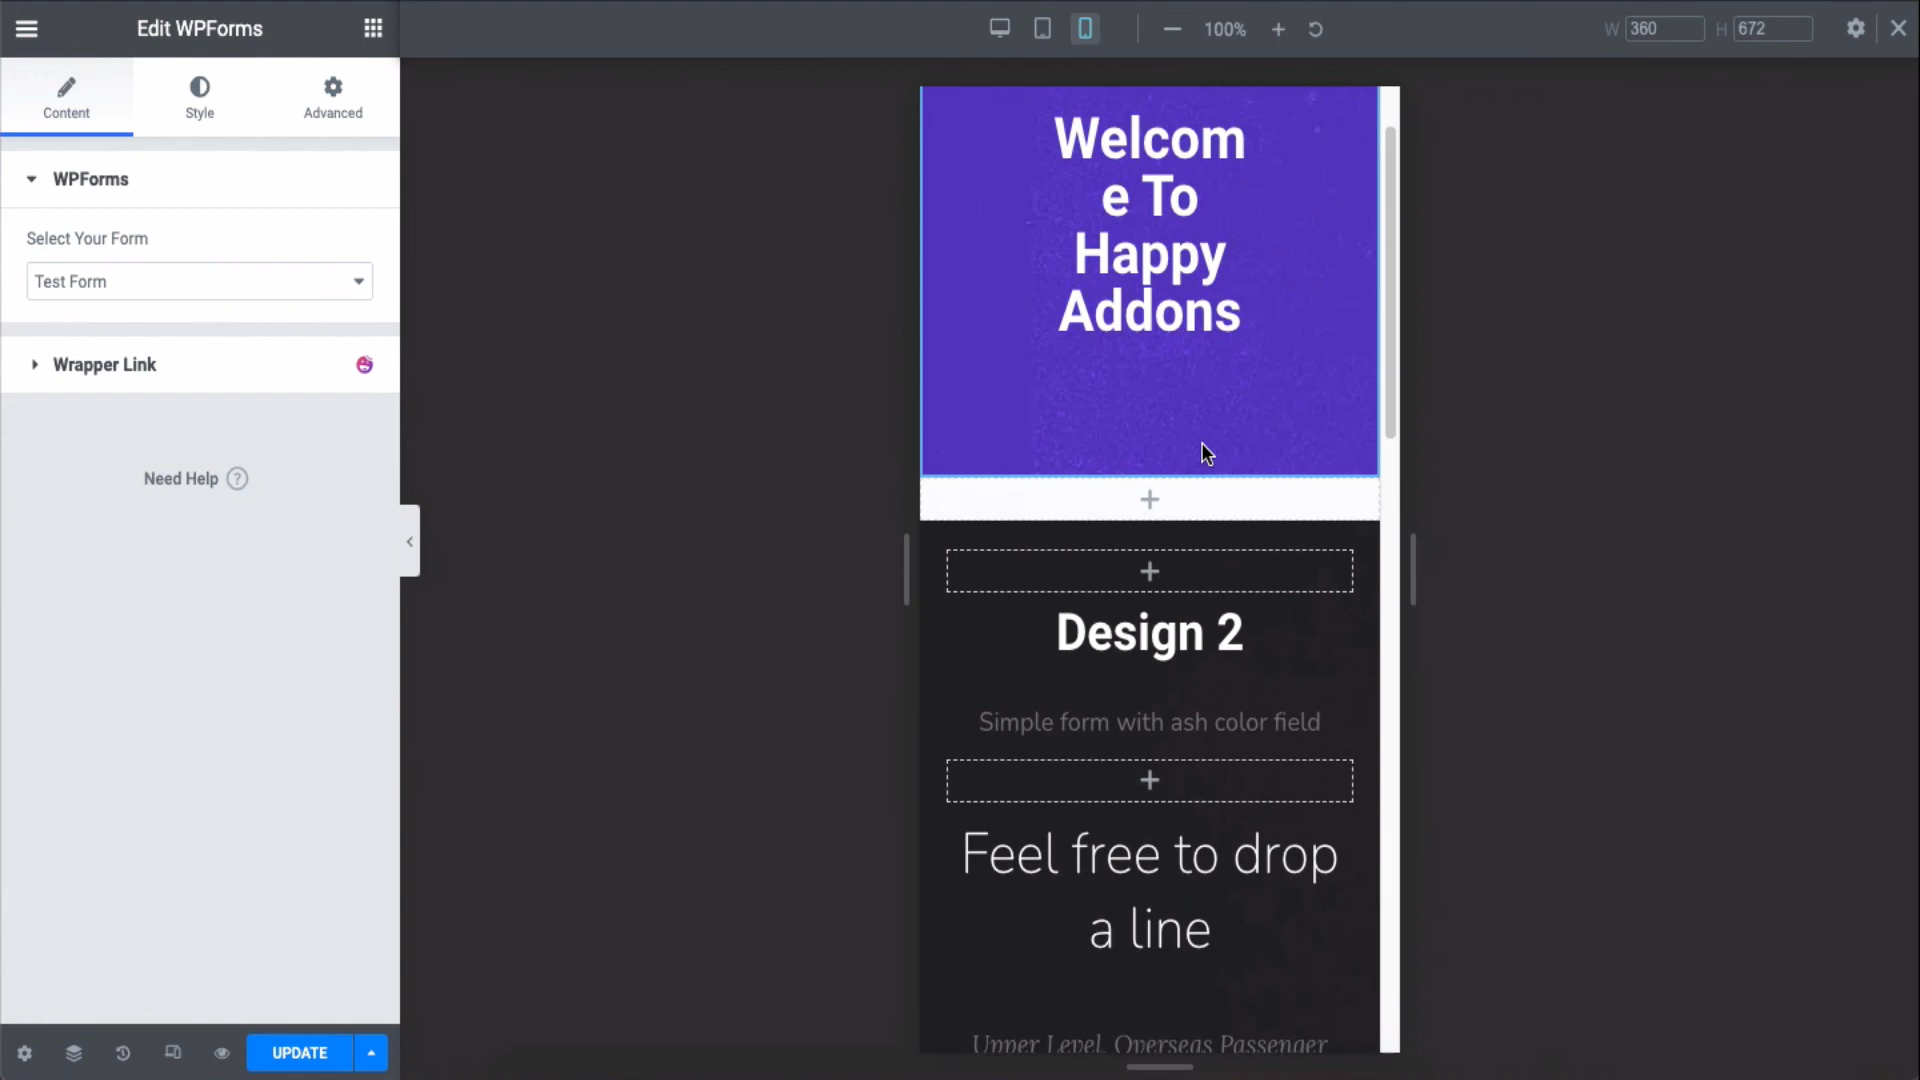 Edit WPForms
100%
W 360
H 672
Content
Style
Advanced
WPForms
Select Your Form
Test Form
Wrapper Link
Need Help ?
UPDATE
Welcom
e To
Happy
Addons
Design 2
Simple form with ash color field
Feel free to drop
a line
Upper Level, Overseas Passenger